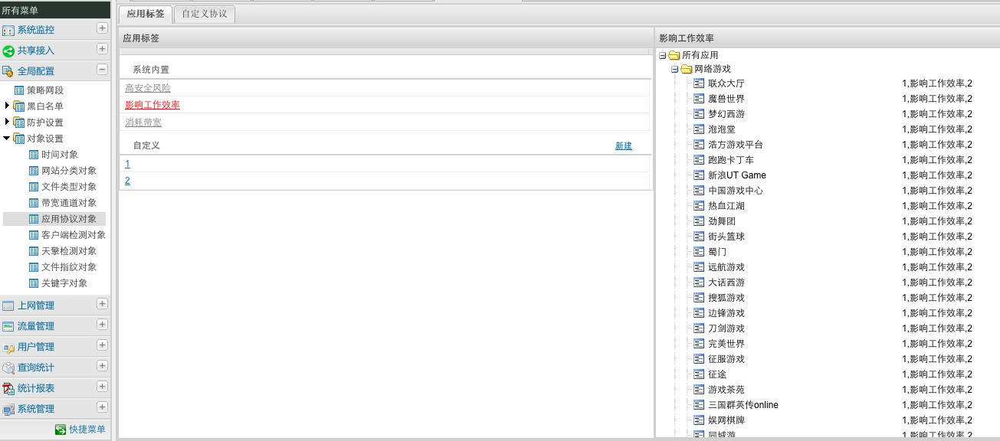 所有菜单
系统监控
共享接入
全局配置
策略网段
黑白名单
防护设置
对象设置
时间对象
网站分类对象
文件类型对象
带宽通道对象
应用协议对象
客户端检测对象
天擎检测对象
文件指纹对象
关键字对象
上网管理
流量管理
用户管理
查询统计
统计报表
系统管理
快捷菜单
应用标签 自定义协议
应用标签
系统内置
高安全风险
影响工作效率
消耗带宽
自定义 新建
1
2
影响工作效率
所有应用
网络游戏
联众大厅 1,影响工作效率,2
魔兽世界 1,影响工作效率,2
梦幻西游 1,影响工作效率,2
泡泡堂 1,影响工作效率,2
浩方游戏平台 1,影响工作效率,2
跑跑卡丁车 1,影响工作效率,2
新浪UT Game 1,影响工作效率,2
中国游戏中心 1,影响工作效率,2
热血江湖 1,影响工作效率,2
劲舞团 1,影响工作效率,2
街头篮球 1,影响工作效率,2
蜀门 1,影响工作效率,2
远航游戏 1,影响工作效率,2
大话西游 1,影响工作效率,2
搜狐游戏 1,影响工作效率,2
边锋游戏 1,影响工作效率,2
刀剑游戏 1,影响工作效率,2
完美世界 1,影响工作效率,2
征服游戏 1,影响工作效率,2
征途 1,影响工作效率,2
游戏茶苑 1,影响工作效率,2
三国群英传online 1,影响工作效率,2
娱网棋牌 1,影响工作效率,2
同城游 1,影响工作效率,2